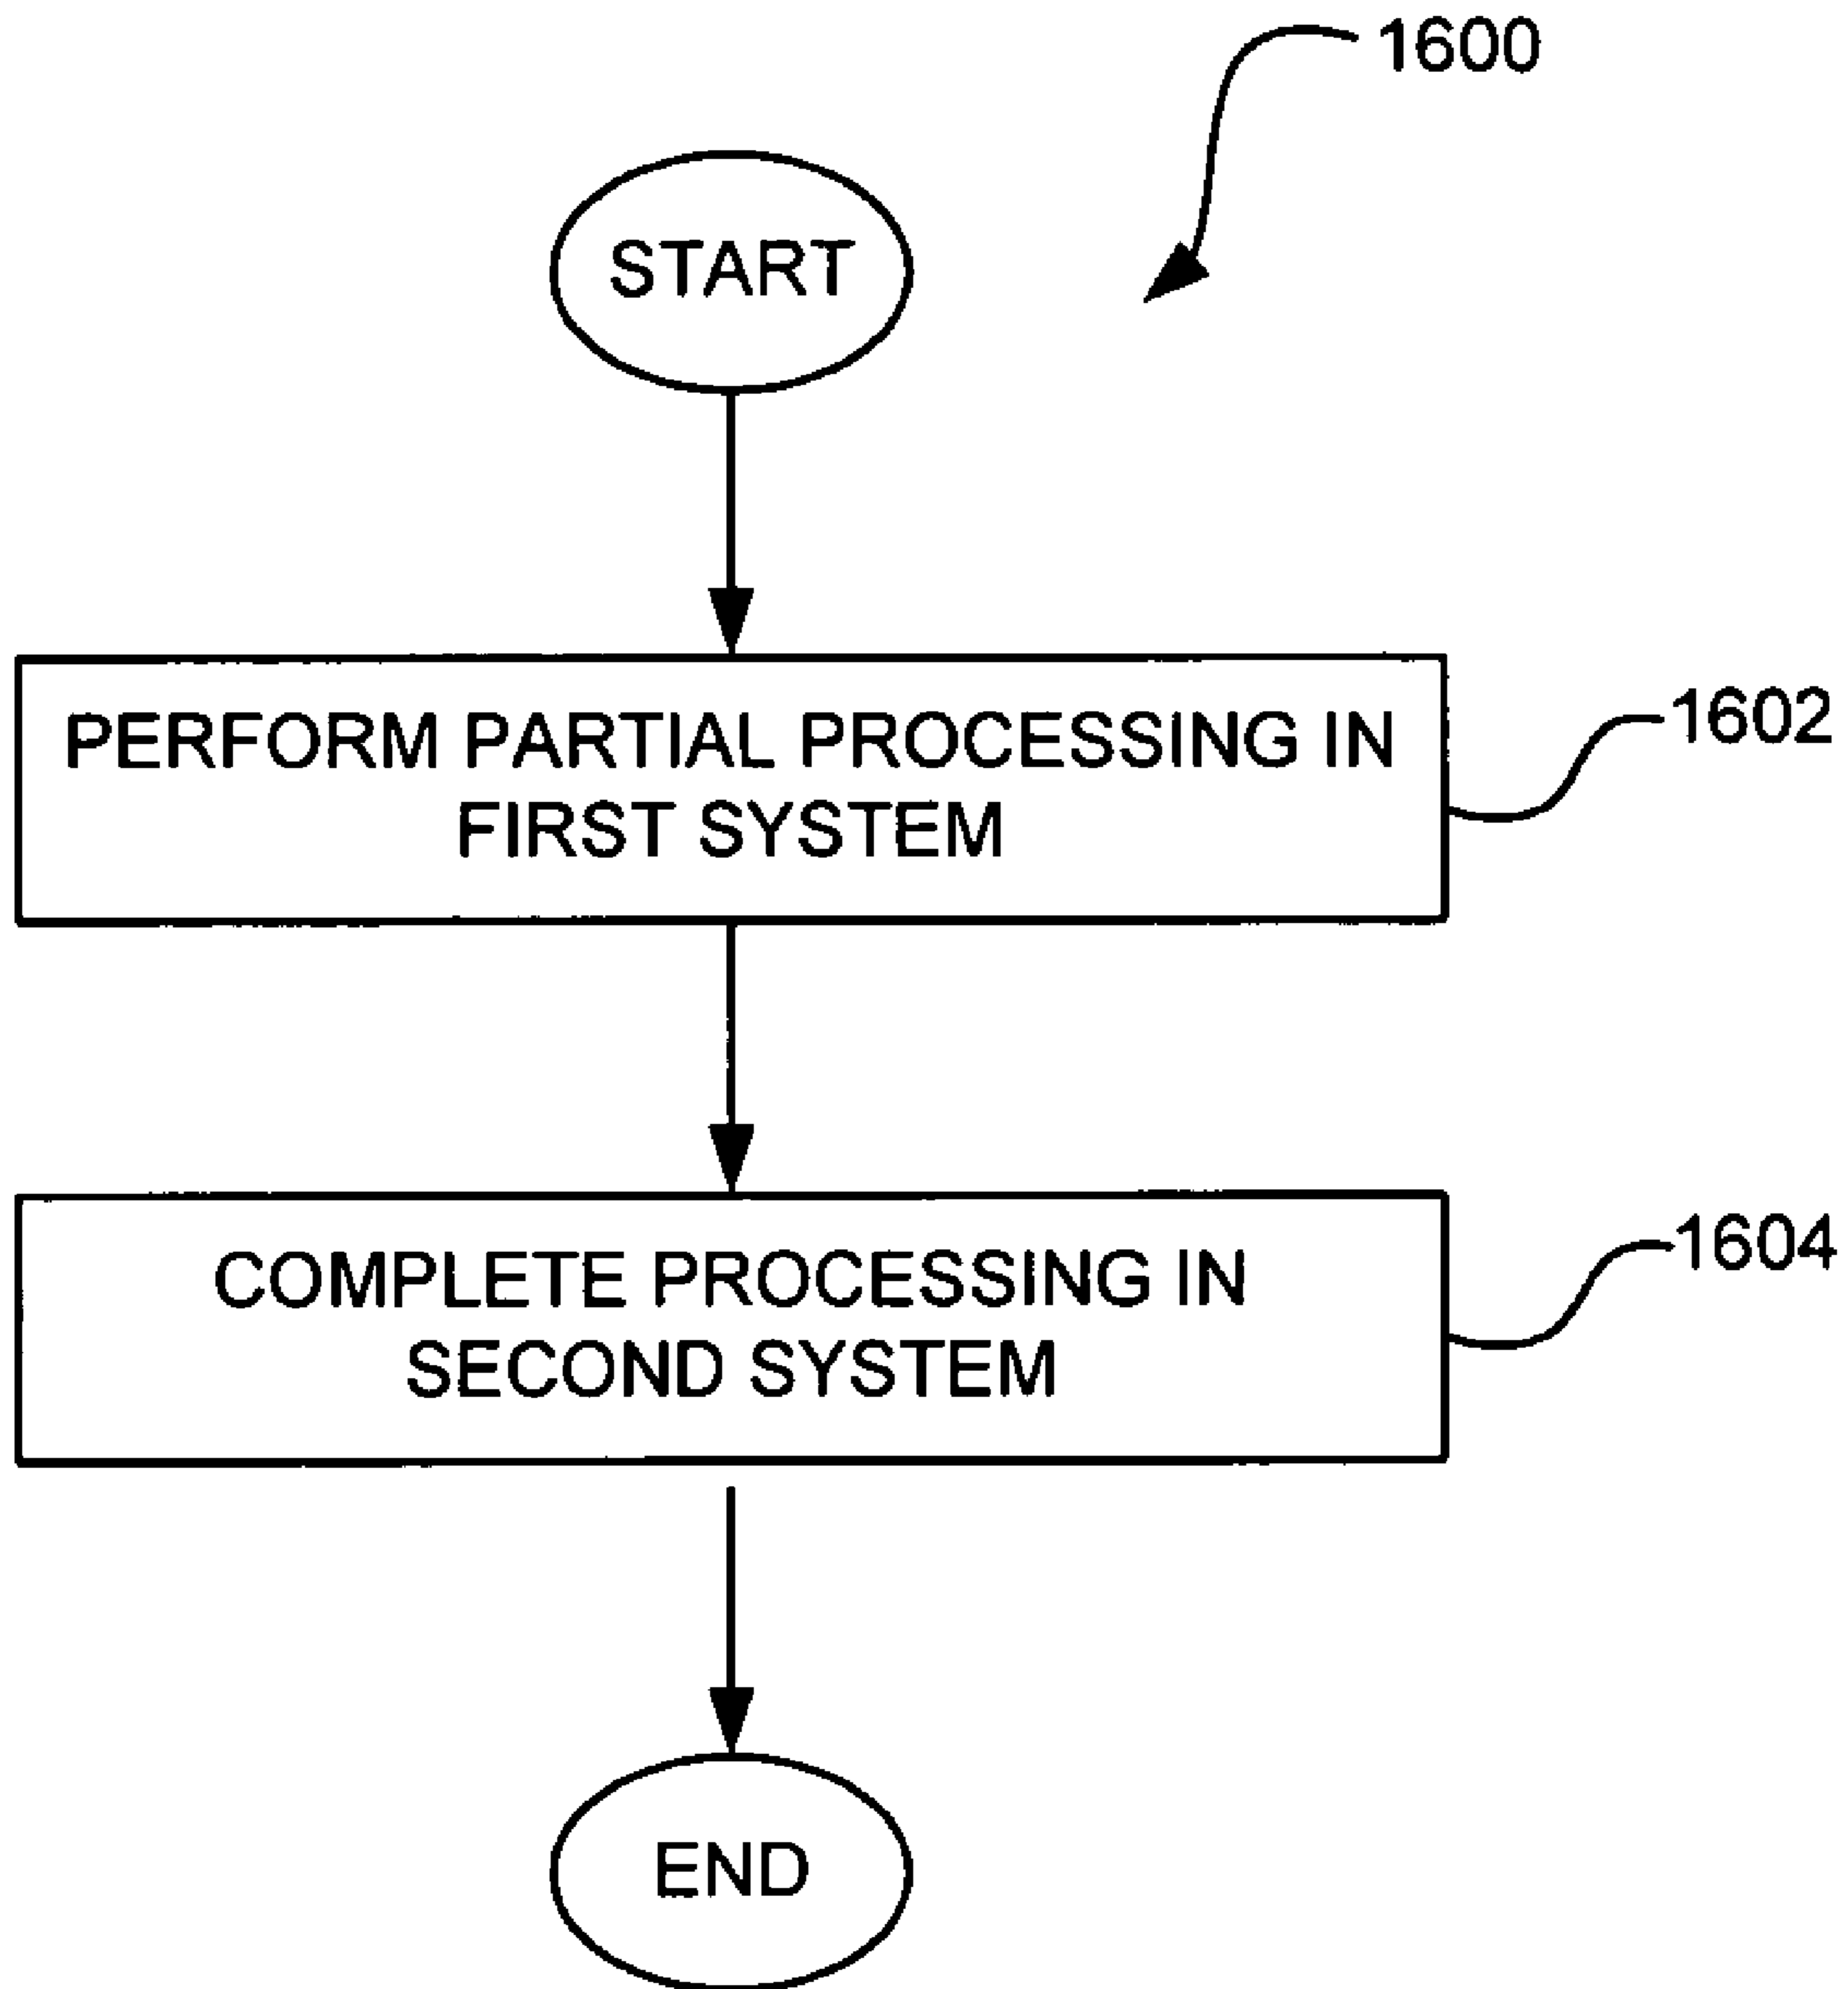 1600
START
PERFORM PARTIAL PROCESSING IN
FIRST SYSTEM
1602
COMPLETE PROCESSING IN
SECOND SYSTEM
1604
END